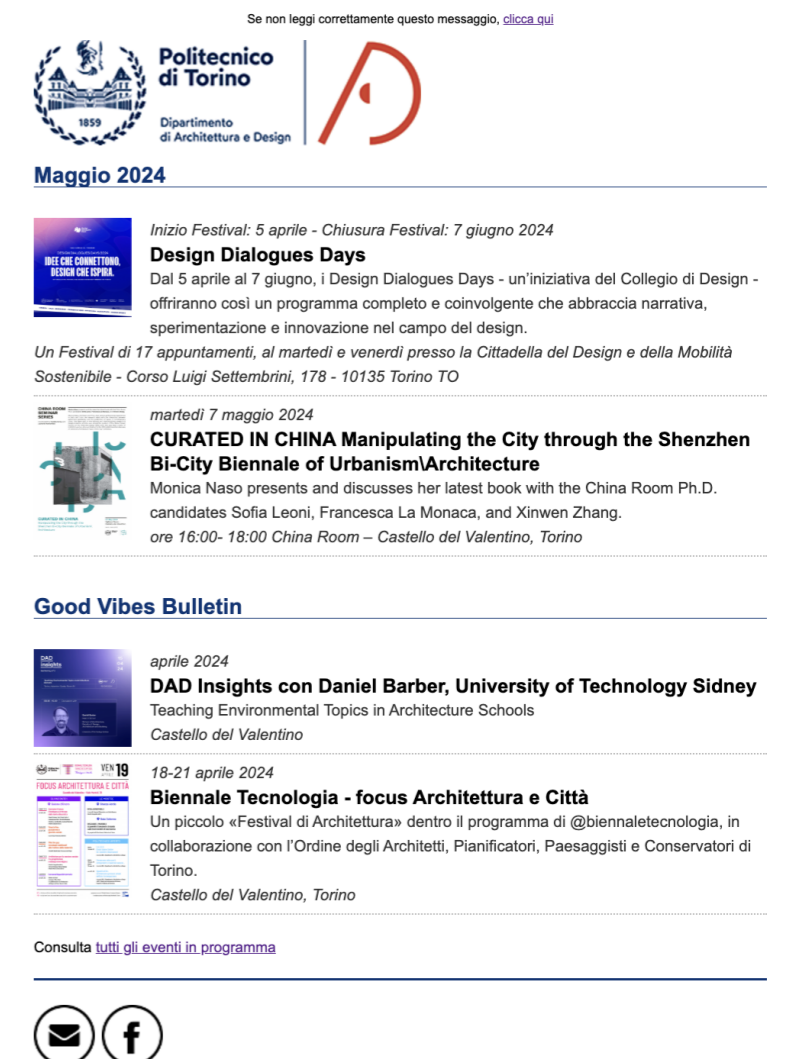 Se non leggi correttamente questo messaggio, clicca qui
Politecnico
di Torino
1859
Dipartimento
di Architettura e Design
Maggio 2024
Inizio Festival: 5 aprile - Chiusura Festival: 7 giugno 2024
Design Dialogues Days
Dal 5 aprile al 7 giugno, i Design Dialogues Days - un'iniziativa del Collegio di Design -
offriranno così un programma completo e coinvolgente che abbraccia narrativa,
sperimentazione e innovazione nel campo del design.
IDEE CHE CONNETTONO,
DESIGN CHE ISPIRA.
Un Festival di 17 appuntamenti, al martedì e venerdì presso la Cittadella del Design e della Mobilità
Sostenibile - Corso Luigi Settembrini, 178 - 10135 Torino TO
CHINA ROOM
SEMINAR
SERIES
CURATED IN CHINA
martedì 7 maggio 2024
CURATED IN CHINA Manipulating the City through the Shenzhen
Bi-City Biennale of Urbanism\Architecture
Monica Naso presents and discusses her latest book with the China Room Ph.D.
candidates Sofia Leoni, Francesca La Monaca, and Xinwen Zhang.
ore 16:00- 18:00 China Room – Castello del Valentino, Torino
Good Vibes Bulletin
DAD
Insights
aprile 2024
DAD Insights con Daniel Barber, University of Technology Sidney
Teaching Environmental Topics in Architecture Schools
Castello del Valentino
VEN 19
FOCUS ARCHITETTURA E CITTÀ
18-21 aprile 2024
Biennale Tecnologia - focus Architettura e Città
Un piccolo «Festival di Architettura» dentro il programma di @biennaletecnologia, in
collaborazione con l'Ordine degli Architetti, Pianificatori, Paesaggisti e Conservatori di
Torino.
Castello del Valentino, Torino
Consulta tutti gli eventi in programma